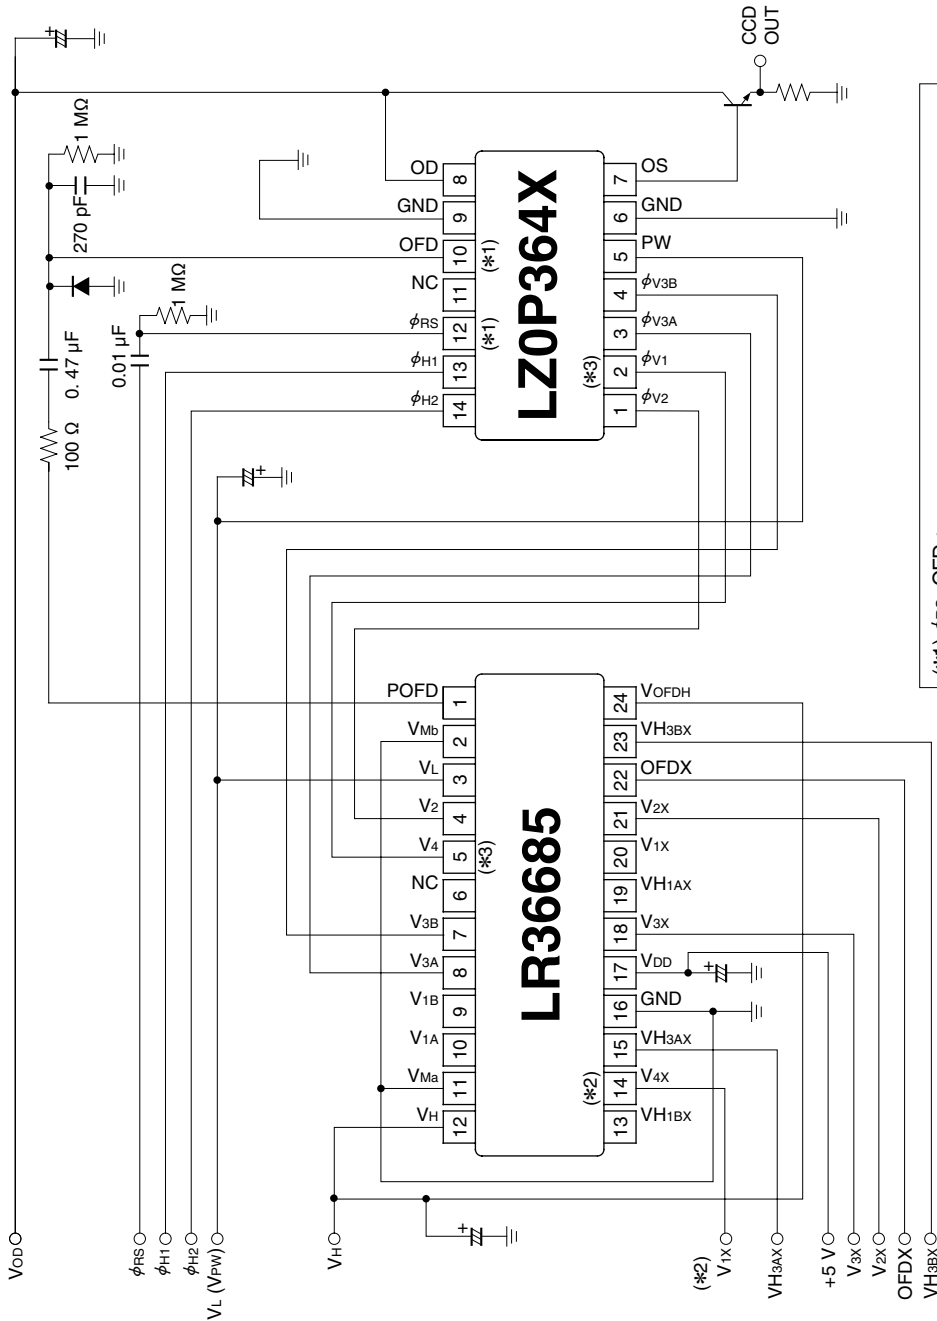 VOD
ϕRS
ϕH1
ϕH2
VL (VPW)
VH
(*2)
V1X
VH3AX
+5 V
V3X
V2X
OFDX
VH3BX
100 Ω
0. 47 µF
270 pF
1 MΩ
0.01 µF
1 MΩ
+
+
+
+
CCD
OUT
LR36685
VH 12
VMa 11
V1A 10
V1B 9
V3A 8
V3B 7
NC 6
V4 5 (*3)
V2 4
VL 3
VMb 2
POFD 1
13 VH1BX
(*2) 14 V4X
15 VH3AX
16 GND
17 VDD
18 V3X
19 VH1AX
20 V1X
21 V2X
22 OFDX
23 VH3BX
24 VOFDH
LZ0P364X
ϕH2 14
ϕH1 13
ϕRS 12 (*1)
NC 11
OFD 10 (*1)
GND 9
OD 8
1 ϕV2
(*3) 2 ϕV1
3 ϕV3A
4 ϕV3B
5 PW
6 GND
7 OS